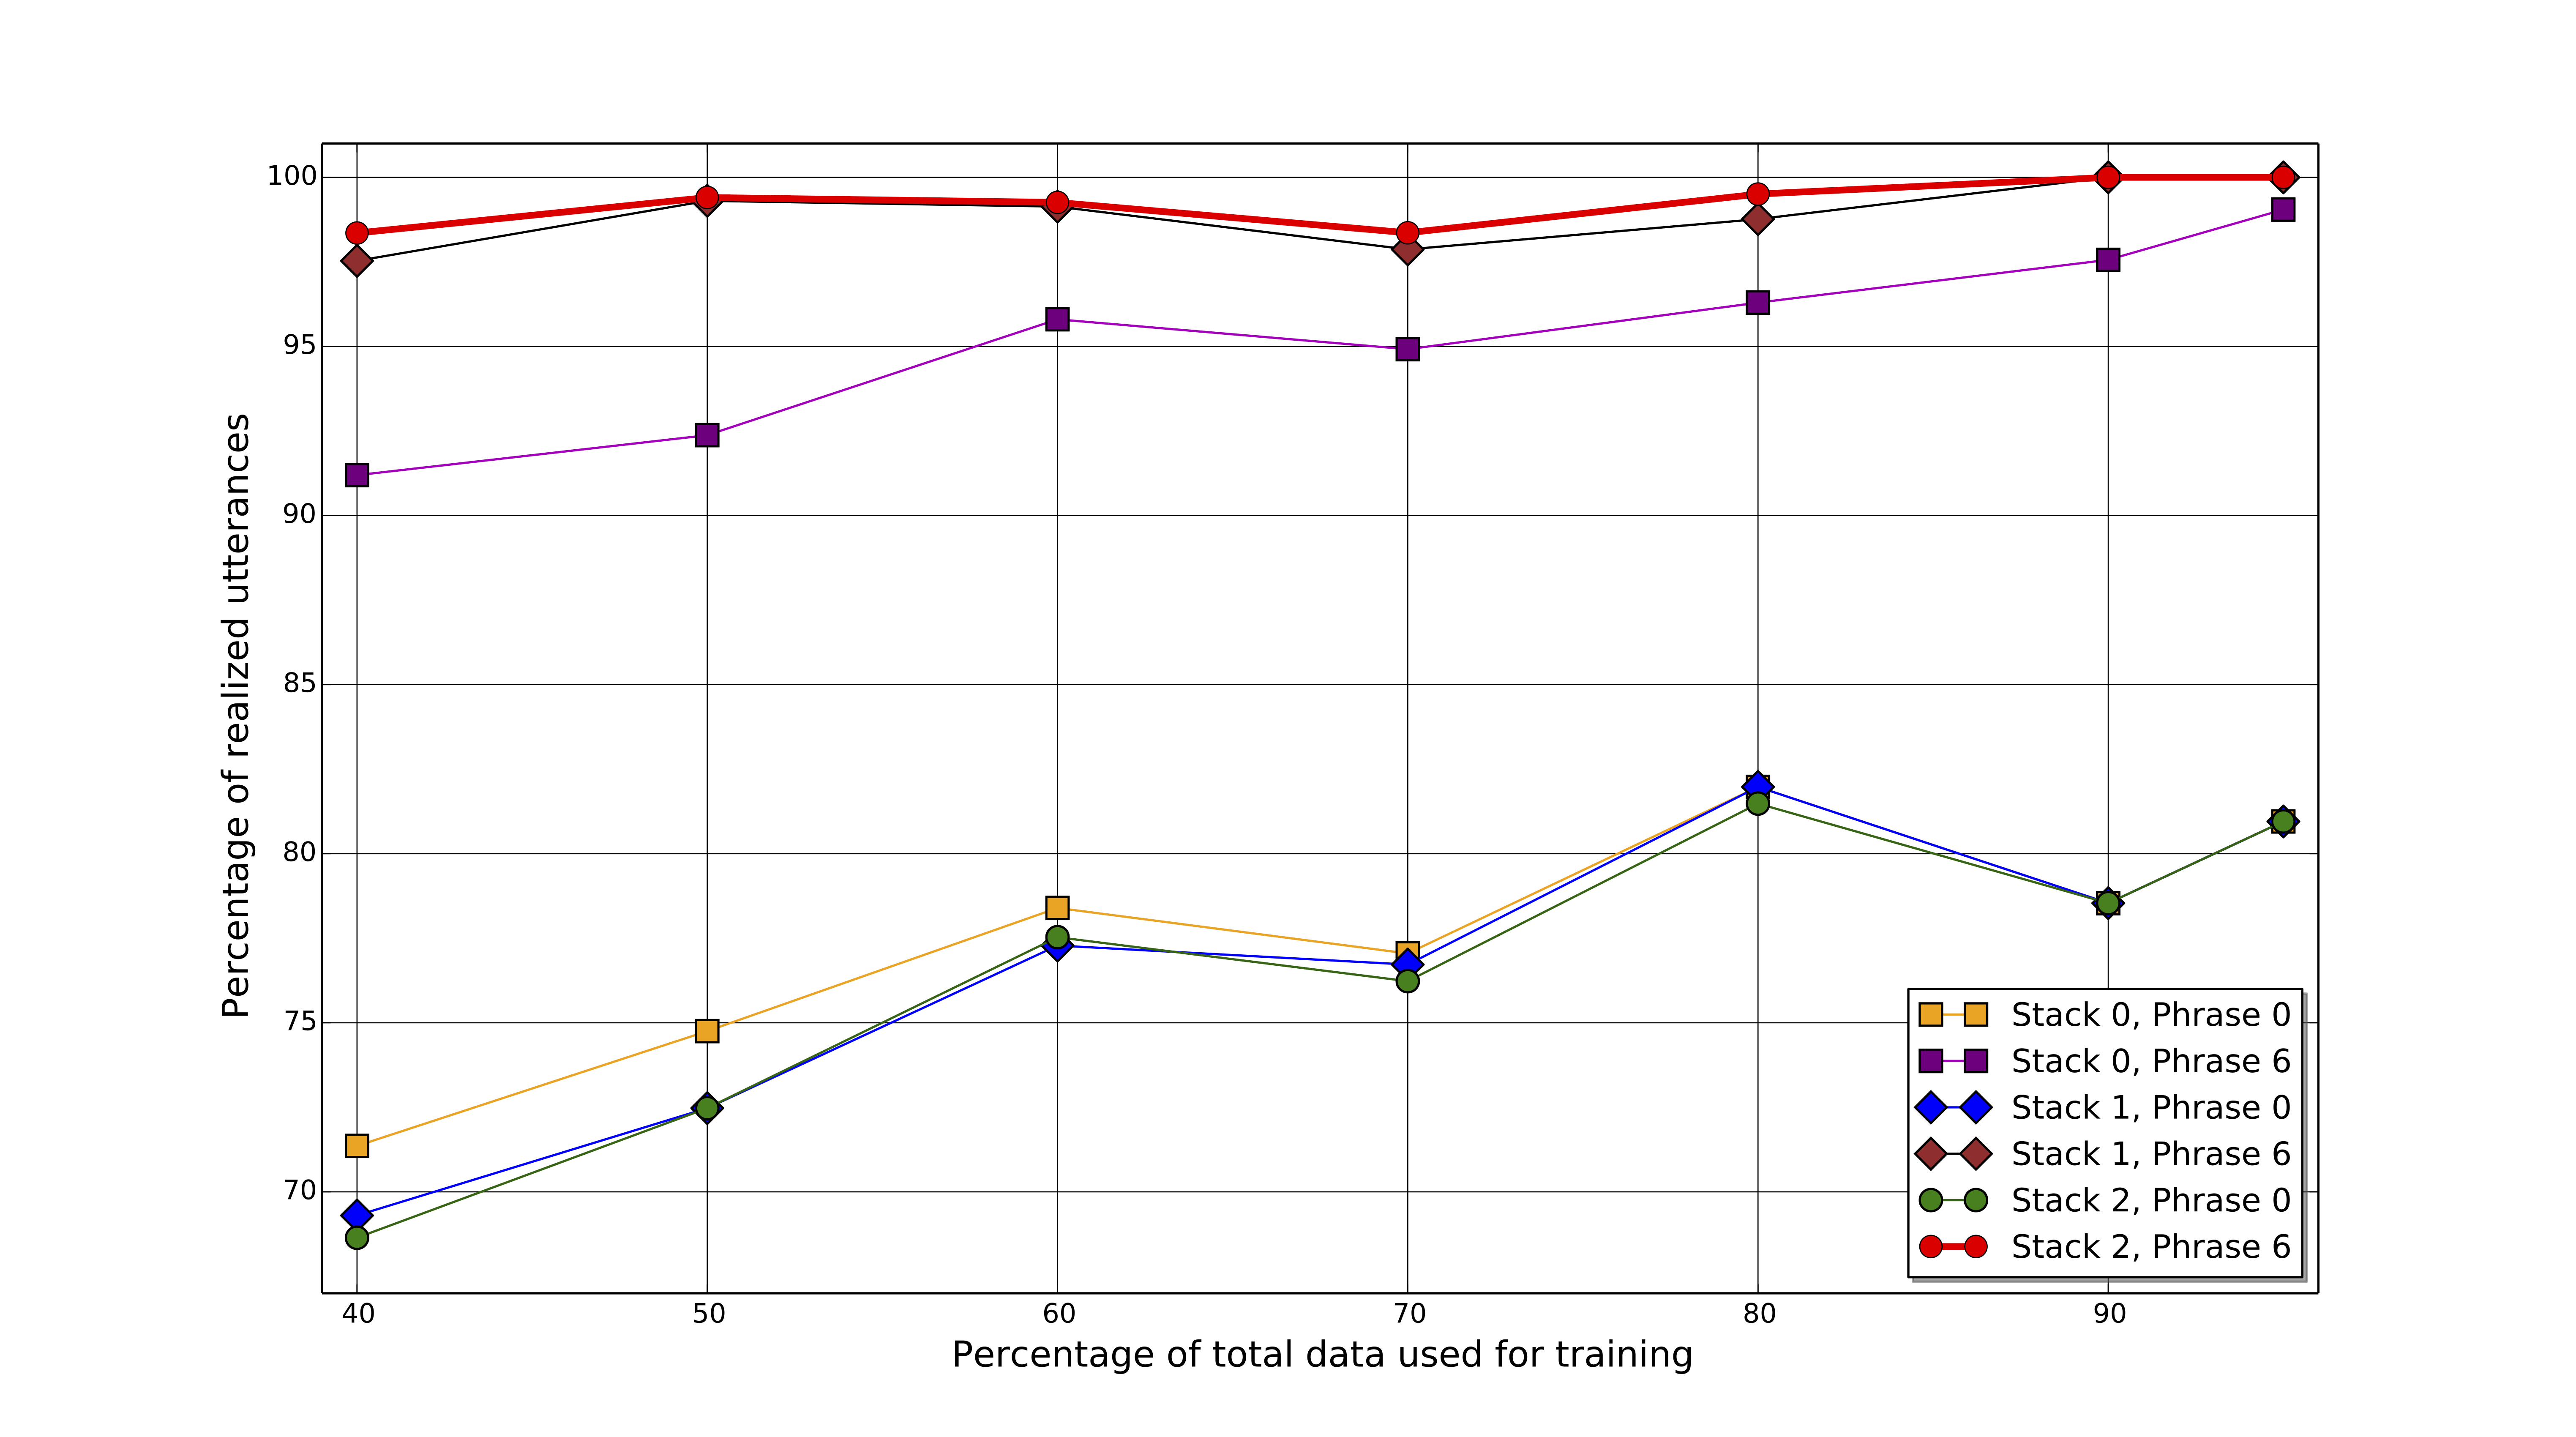 100
95
90
85
80
75
70
Percentage of realized utterances
40 50 60 70 80 90
Percentage of total data used for training
Stack 0, Phrase 0
Stack 0, Phrase 6
Stack 1, Phrase 0
Stack 1, Phrase 6
Stack 2, Phrase 0
Stack 2, Phrase 6